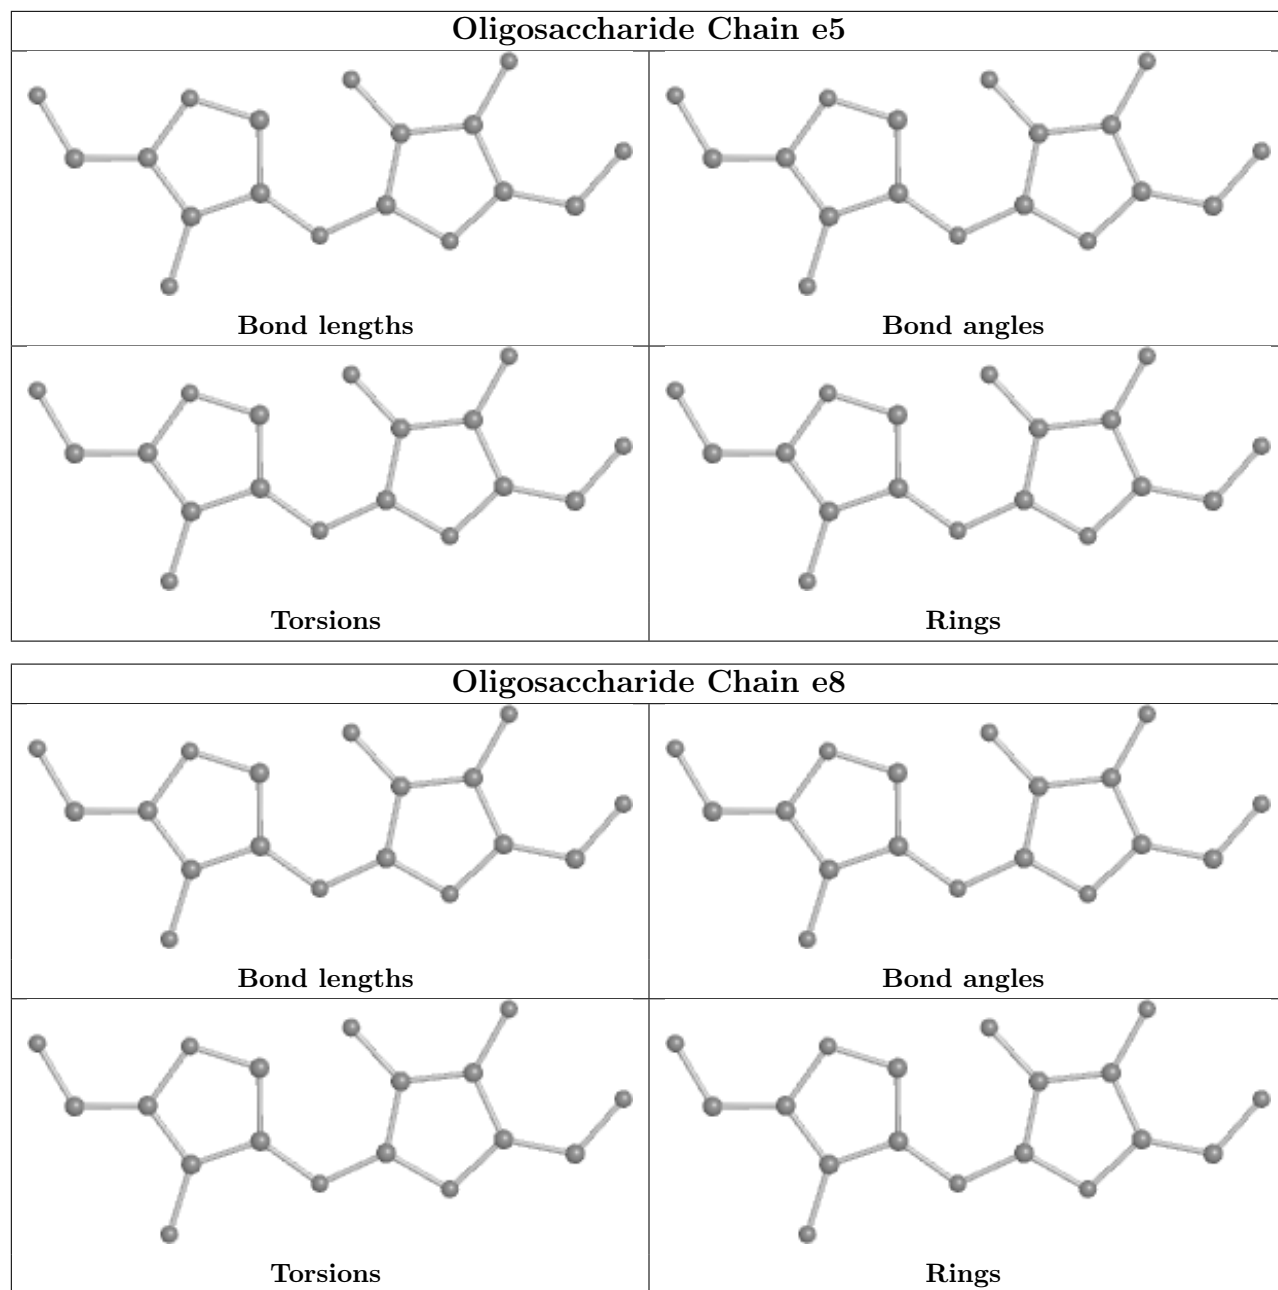 Oligosaccharide Chain e5
Bond lengths
Bond angles
Torsions
Rings
Oligosaccharide Chain e8
Bond lengths
Bond angles
Torsions
Rings